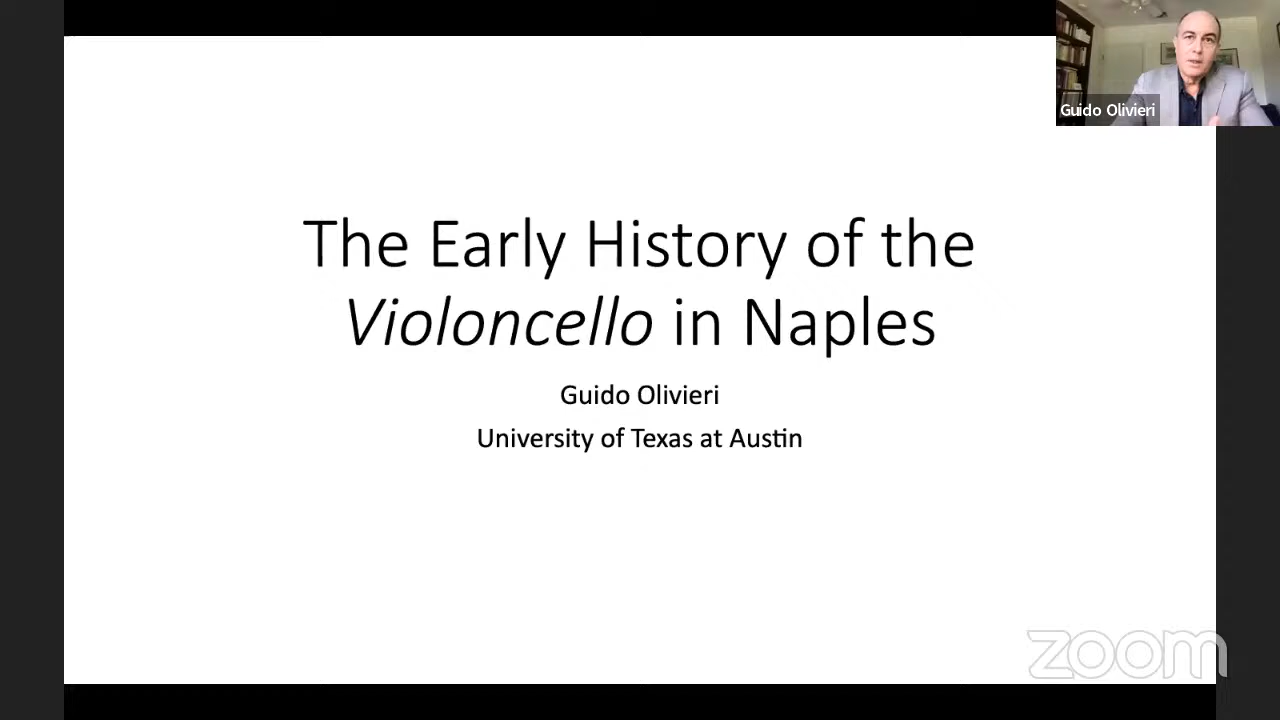 Guido Olivieri
The Early History of the
Violoncello in Naples
Guido Olivieri
University of Texas at Austin
zoom